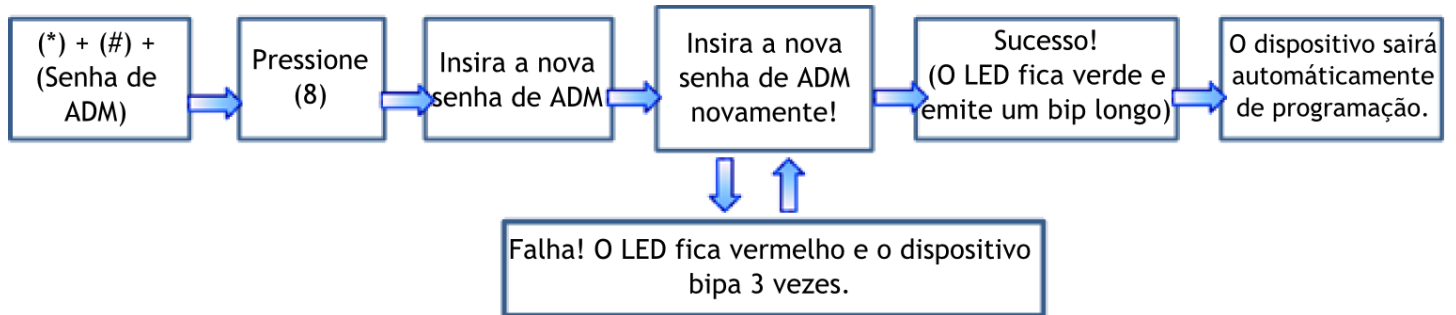 (*) + (#) +
(Senha de
ADM)
Pressione
(8)
Insira a nova
senha de ADM
Insira a nova
senha de ADM
novamente!
Sucesso!
(O LED fica verde e
emite um bip longo)
O dispositivo sairá
automáticamente
de programação.
Falha! O LED fica vermelho e o dispositivo
bipa 3 vezes.